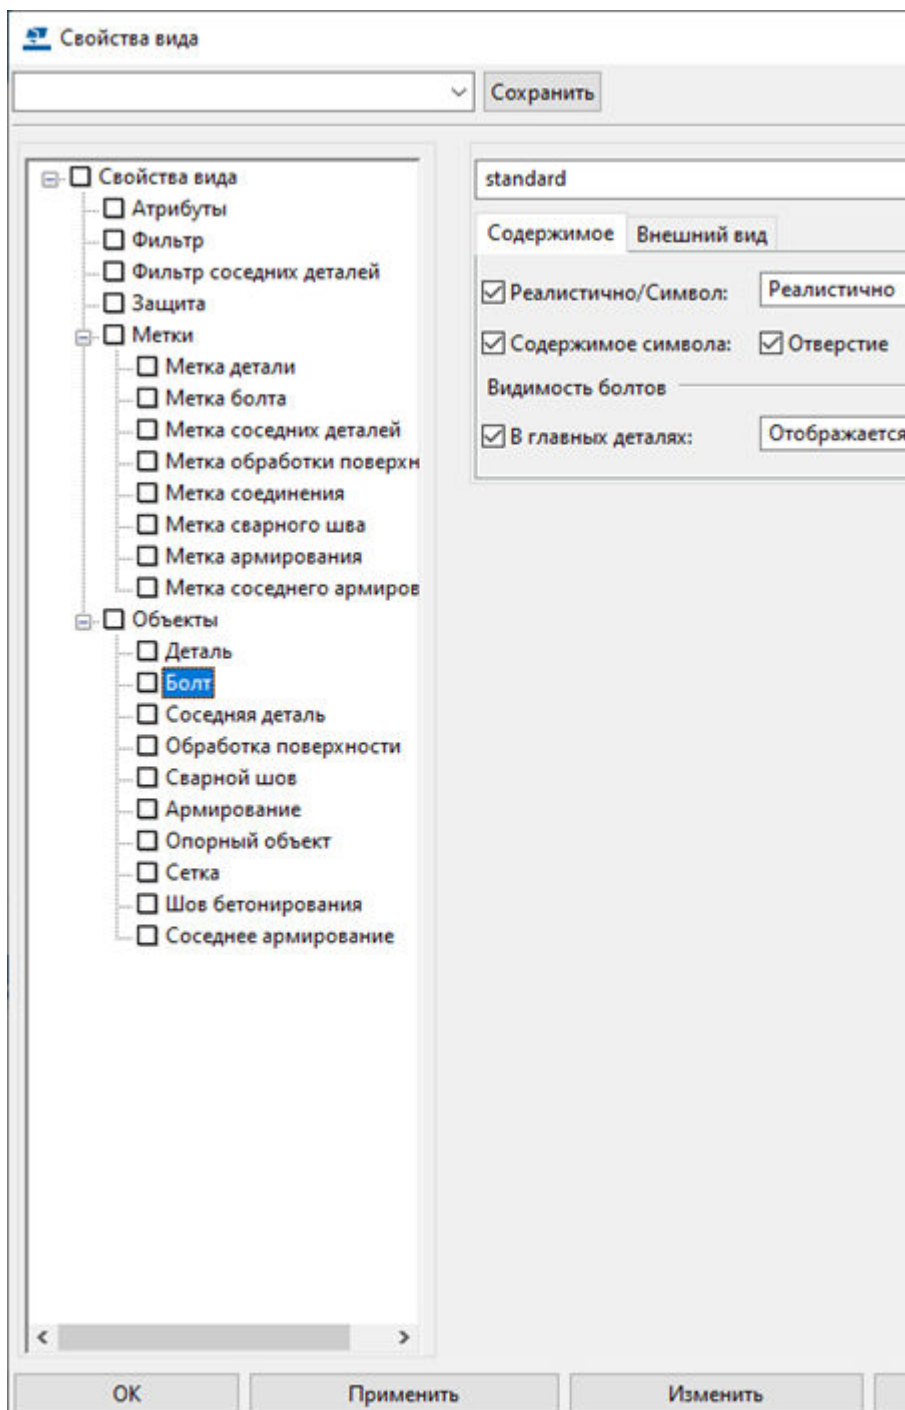 Свойства вида
Сохранить
Свойства вида
Атрибуты
Фильтр
Фильтр соседних деталей
Защита
Метки
Метка детали
Метка болта
Метка соседних деталей
Метка обработки поверхн
Метка соединения
Метка сварного шва
Метка армирования
Метка соседнего армиров
Объекты
Деталь
Болт
Соседняя деталь
Обработка поверхности
Сварной шов
Армирование
Опорный объект
Сетка
Шов бетонирования
Соседнее армирование
standard
Содержимое Внешний вид
Реалистично/Символ: Реалистично
Содержимое символа: Отверстие
Видимость болтов
В главных деталях: Отображается
ОК Применить Изменить